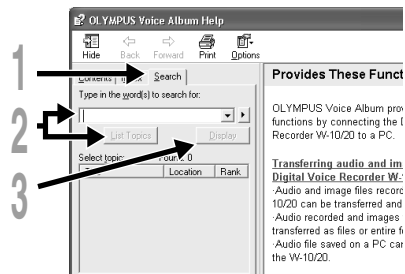 OLYMPUS Voice Album Help
Hide Back Forward Print Options
1
Contents Search
Type in the word(s) to search for:
2
List Topics Display
Select topic: Found: 0
Location Rank
3
Provides These Funct
OLYMPUS Voice Album prov
functions by connecting the D
Recorder W-10/20 to a PC.
Transferring audio and im
Digital Voice Recorder W-
·Audio and image files record
10/20 can be transferred and
·Audio recorded and images
transferred as files or entire f
·Audio file saved on a PC car
the W-10/20.